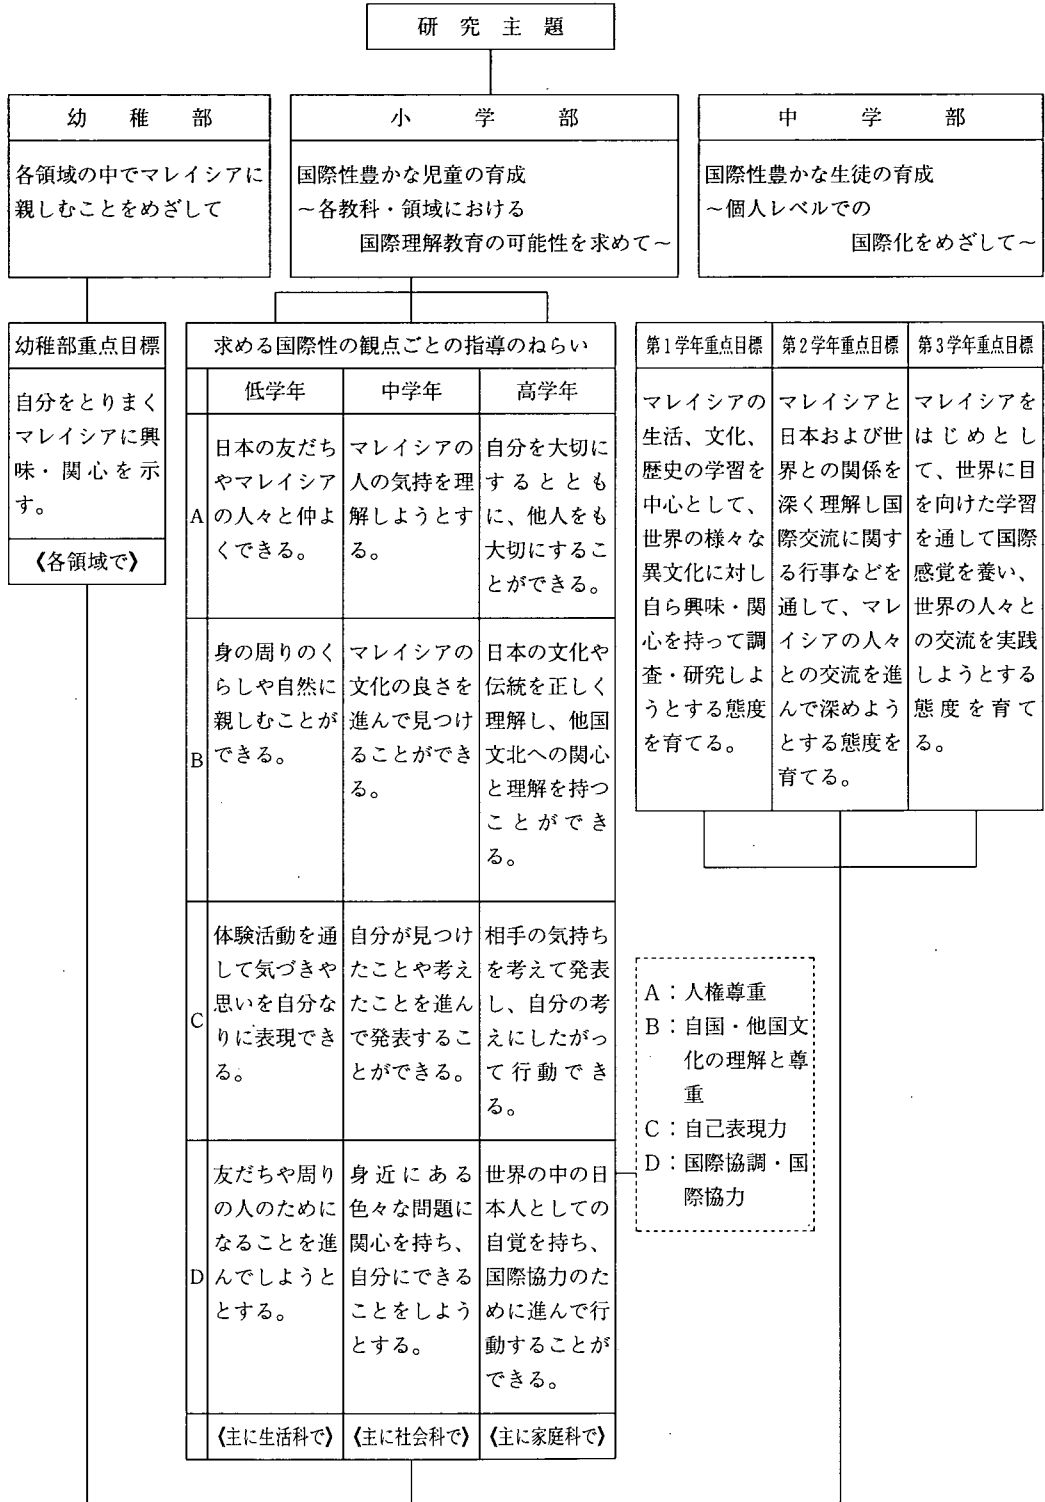 研究主題
幼稚部
各領域の中でマレイシアに
親しむことをめざして
小学部
国際性豊かな児童の育成
～各教科・領域における
国際理解教育の可能性を求めて～
中学部
国際性豊かな生徒の育成
～個人レベルでの
国際化をめざして～
幼稚部重点目標
自分をとりまく
マレイシアに興
味・関心を示
す。
《各領域で》
求める国際性の観点ごとの指導のねらい
低学年
中学年
高学年
A
日本の友だち
やマレイシア
の人々と仲よ
くできる。
マレイシアの
人の気持を理
解しようとす
る。
自分を大切に
するととも
に、他人をも
大切にするこ
とができる。
B
身の周りのく
らしや自然に
親しむことが
できる。
マレイシアの
文化の良さを
進んで見つけ
ることができ
る。
日本の文化や
伝統を正しく
理解し、他国
文北への関心
と理解を持つ
ことができ
る。
C
体験活動を通
して気づきや
思いを自分な
りに表現でき
る。
自分が見つけ
たことや考え
たことを進ん
で発表するこ
とができる。
相手の気持ち
を考えて発表
し、自分の考
えにしたがっ
て行動でき
る。
D
友だちや周り
の人のために
なることを進
んでしようと
とする。
身近にある
色々な問題に
関心を持ち、
自分にできる
ことをしよう
とする。
世界の中の日
本人としての
自覚を持ち、
国際協力のた
めに進んで行
動することが
できる。
《主に生活科で》
《主に社会科で》
《主に家庭科で》
第1学年重点目標
マレイシアの
生活、文化、
歴史の学習を
中心として、
世界の様々な
異文化に対し
自ら興味・関
心を持って調
査・研究しよ
うとする態度
を育てる。
第2学年重点目標
マレイシアと
日本および世
界との関係を
深く理解し国
際交流に関す
る行事などを
通して、マレ
イシアの人々
との交流を進
んで深めよう
とする態度を
育てる。
第3学年重点目標
マレイシアを
はじめとし
て、世界に目
を向けた学習
を通して国際
感覚を養い、
世界の人々と
の交流を実践
しようとする
態度を育て
る。
A：人権尊重
B：自国・他国文
化の理解と尊
重
C：自己表現力
D：国際協調・国
際協力